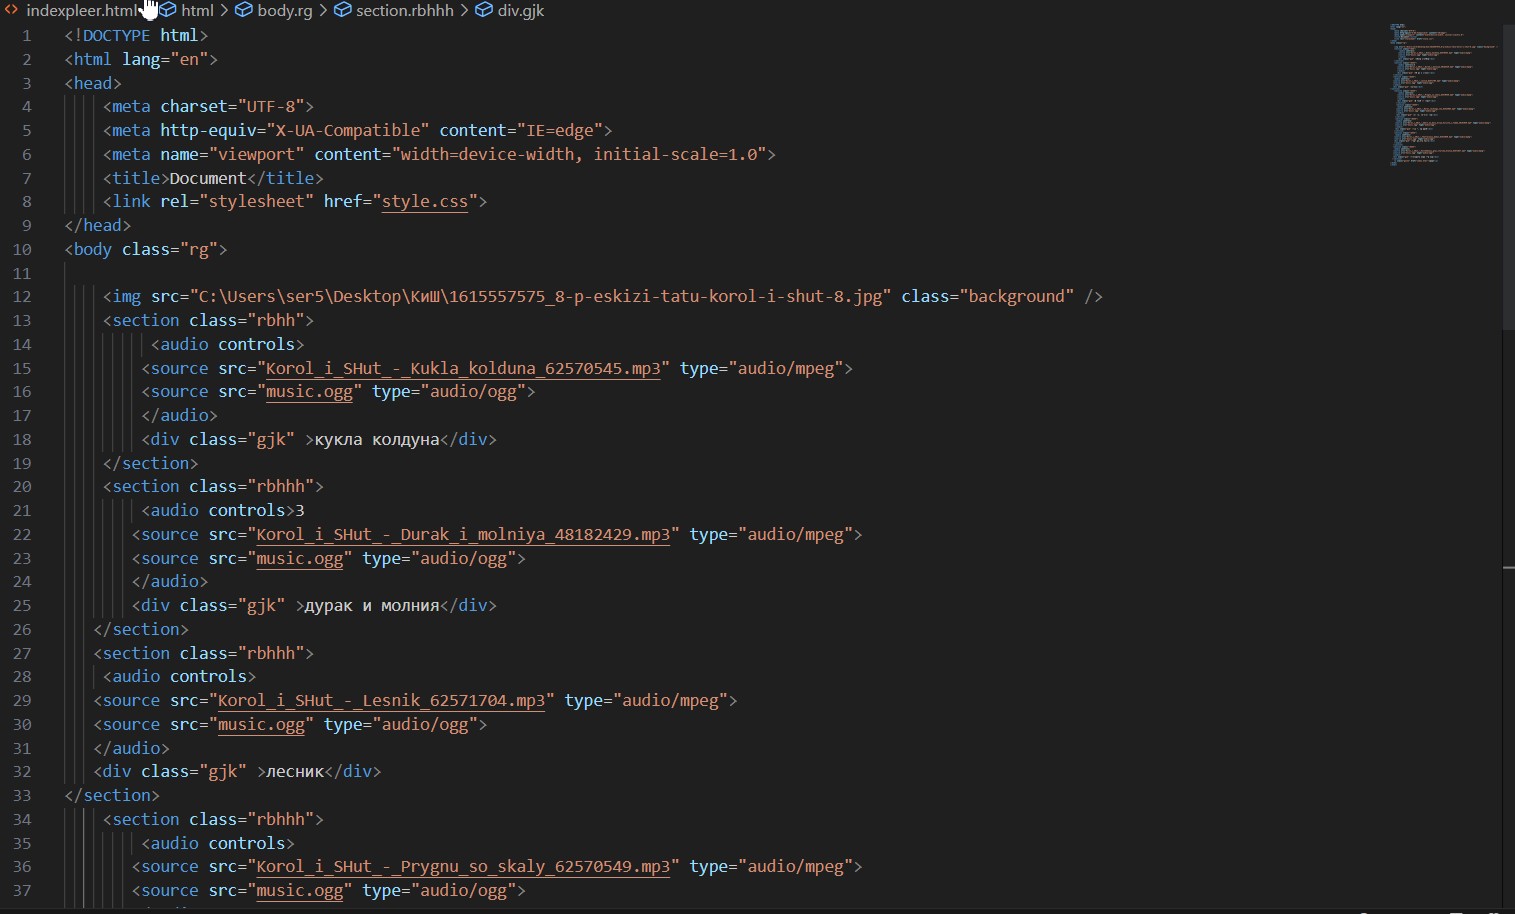 indexpleer.html > html > body.rg > section.rbhhh > div.gjk
1 <!DOCTYPE html>
2 <html lang="en">
3 <head>
4 <meta charset="UTF-8">
5 <meta http-equiv="X-UA-Compatible" content="IE=edge">
6 <meta name="viewport" content="width=device-width, initial-scale=1.0">
7 <title>Document</title>
8 <link rel="stylesheet" href="style.css">
9 </head>
10 <body class="rg">
11
12 <img src="C:\Users\ser5\Desktop\КиШ\1615557575_8-p-eskizi-tatu-korol-i-shut-8.jpg" class="background" />
13 <section class="rbhh">
14 <audio controls>
15 <source src="Korol_i_SHut_-_Kukla_kolduna_62570545.mp3" type="audio/mpeg">
16 <source src="music.ogg" type="audio/ogg">
17 </audio>
18 <div class="gjk" >кукла колдуна</div>
19 </section>
20 <section class="rbhhh">
21 <audio controls>3
22 <source src="Korol_i_SHut_-_Durak_i_molniya_48182429.mp3" type="audio/mpeg">
23 <source src="music.ogg" type="audio/ogg">
24 </audio>
25 <div class="gjk" >дурак и молния</div>
26 </section>
27 <section class="rbhhh">
28 <audio controls>
29 <source src="Korol_i_SHut_-_Lesnik_62571704.mp3" type="audio/mpeg">
30 <source src="music.ogg" type="audio/ogg">
31 </audio>
32 <div class="gjk" >лесник</div>
33 </section>
34 <section class="rbhhh">
35 <audio controls>
36 <source src="Korol_i_SHut_-_Prygnu_so_skaly_62570549.mp3" type="audio/mpeg">
37 <source src="music.ogg" type="audio/ogg">